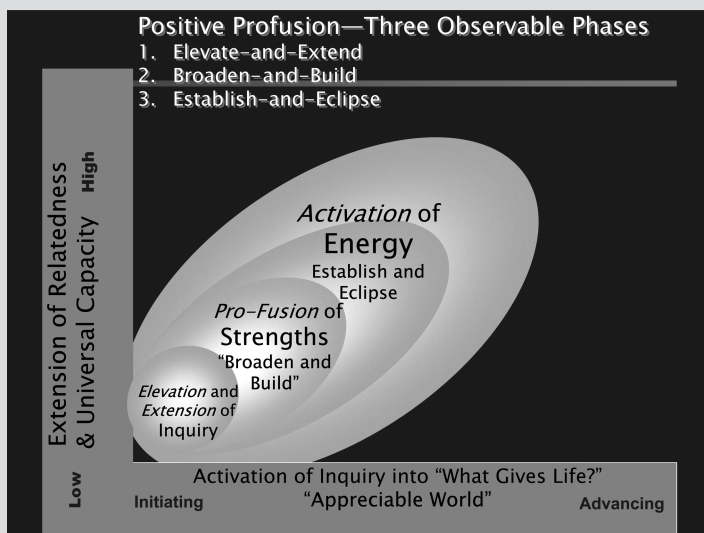 Positive Profusion—Three Observable Phases
1. Elevate-and-Extend
2. Broaden-and-Build
3. Establish-and-Eclipse
Extension of Relatedness
& Universal Capacity
High
Low
Activation of
Energy
Establish and
Eclipse
Pro-Fusion of
Strengths
“Broaden and
Build”
Elevation and
Extension of
Inquiry
Activation of Inquiry into “What Gives Life?”
Initiating “Appreciable World” Advancing